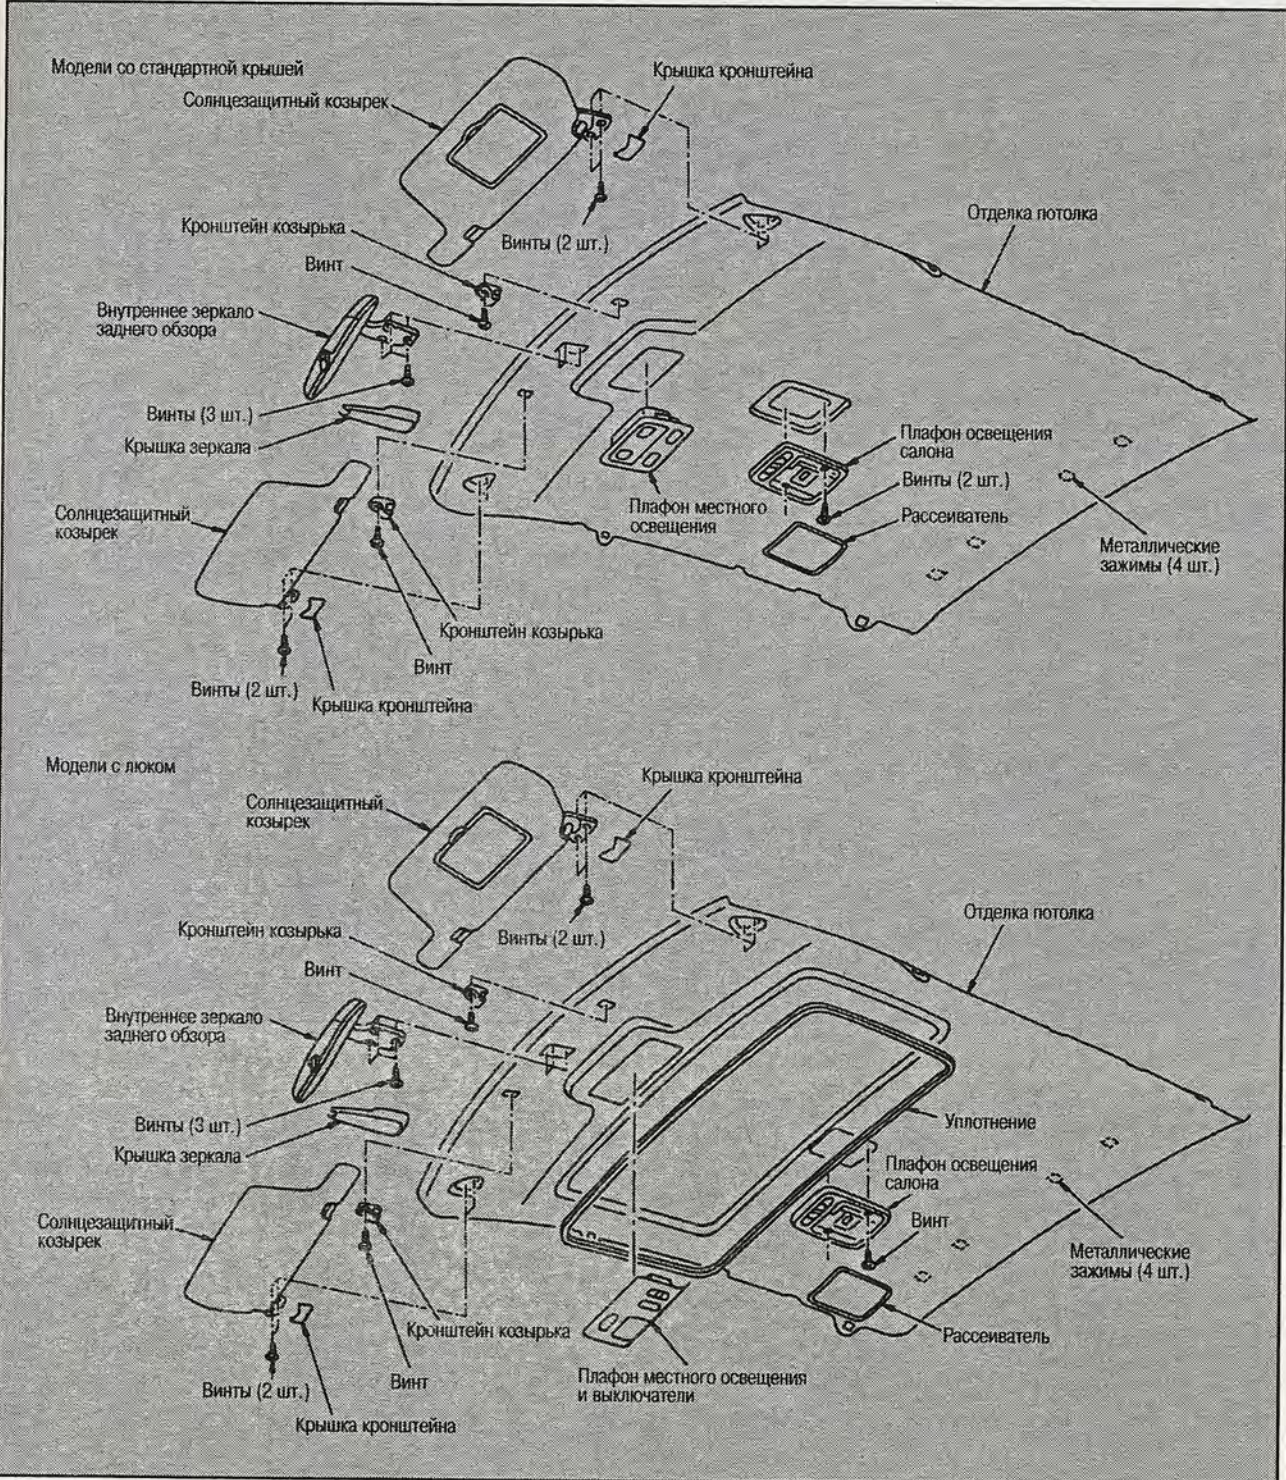 Модели со стандартной крышей
Солнцезащитный козырек
Крышка кронштейна
Кронштейн козырька
Винты (2 шт.)
Отделка потолка
Винт
Внутреннее зеркало
заднего обзора
Винты (3 шт.)
Крышка зеркала
Плафон освещения
салона
Винты (2 шт.)
Рассеиватель
Плафон местного
освещения
Солнцезащитный
козырек
Металлические
зажимы (4 шт.)
Кронштейн козырька
Винт
Винты (2 шт.)
Крышка кронштейна
Модели с люком
Солнцезащитный
козырек
Крышка кронштейна
Кронштейн козырька
Винты (2 шт.)
Отделка потолка
Винт
Внутреннее зеркало
заднего обзора
Винты (3 шт.)
Крышка зеркала
Уплотнение
Плафон освещения
салона
Винт
Солнцезащитный
козырек
Металлические
зажимы (4 шт.)
Кронштейн козырька
Рассеиватель
Винт
Винты (2 шт.)
Плафон местного освещения
и выключатели
Крышка кронштейна